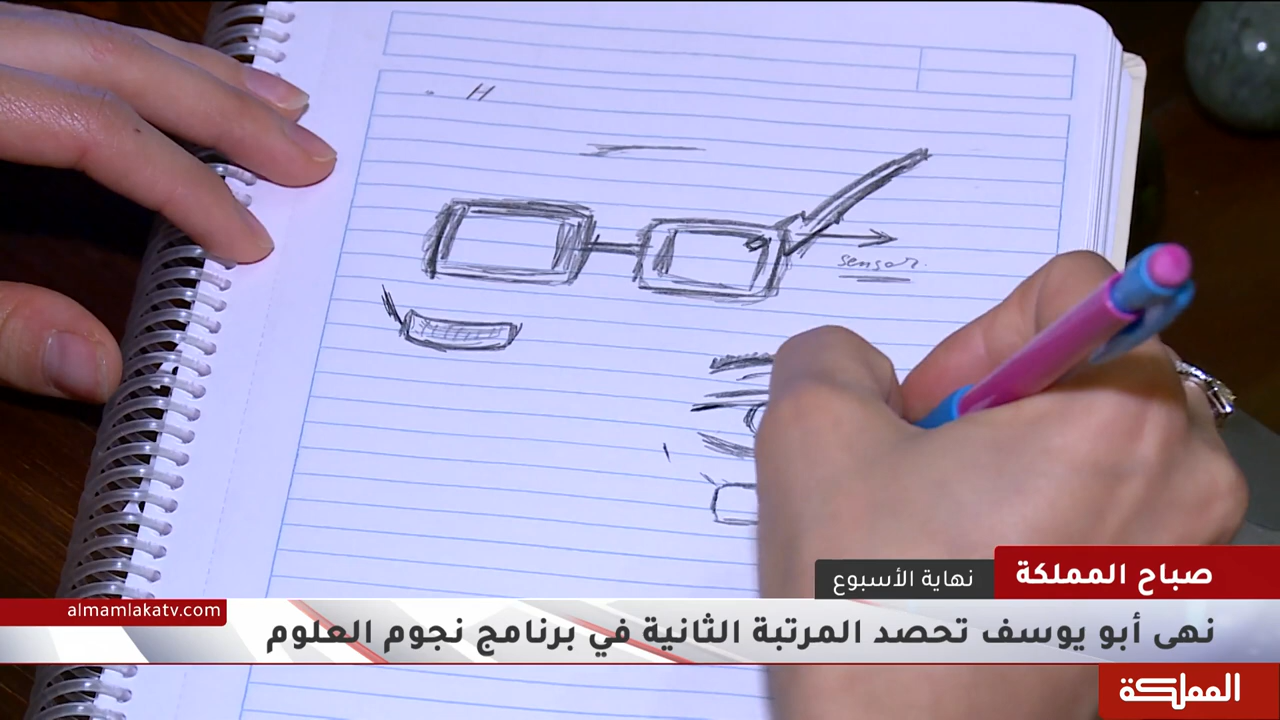 H
sensor
صباح المملكة
نهاية الأسبوع
almamlakatv.com
نهى أبو يوسف تحصد المرتبة الثانية في برنامج نجوم العلوم
المملكة